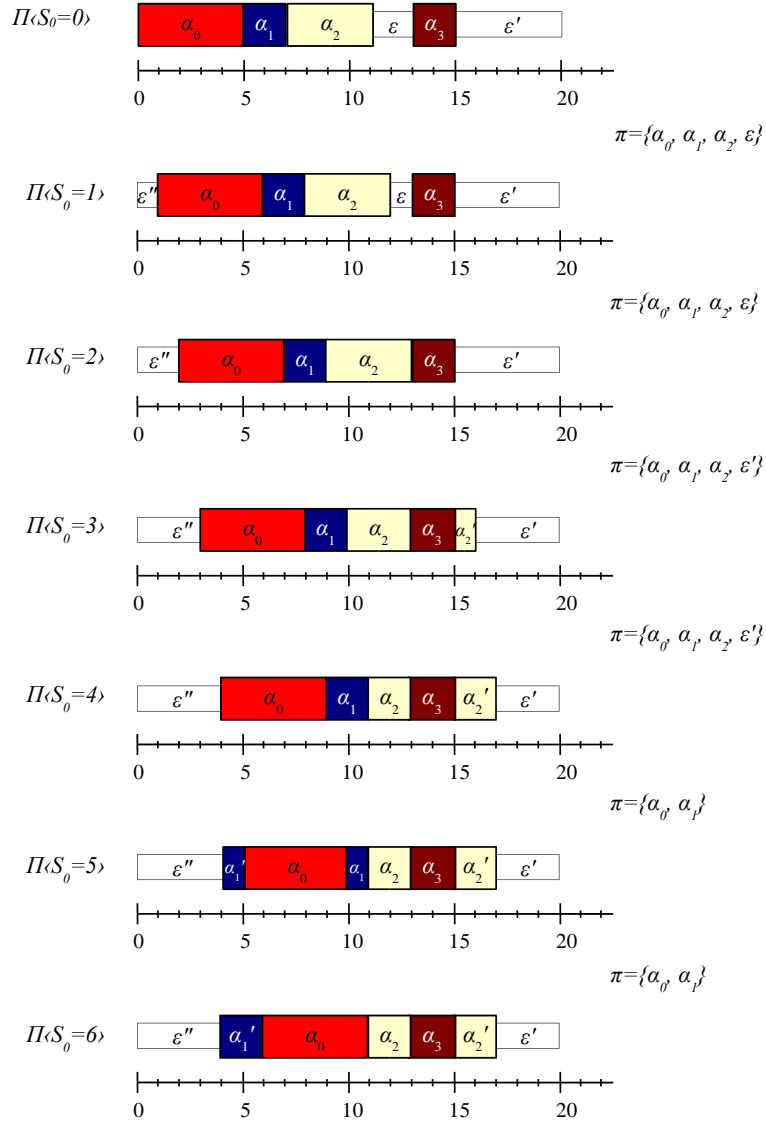 Π‹S₀=0› α₀ α₁ α₂ ε α₃ ε′
0 5 10 15 20
π={α₀, α₁, α₂, ε}
Π‹S₀=1› ε″ α₀ α₁ α₂ ε α₃ ε′
0 5 10 15 20
π={α₀, α₁, α₂, ε}
Π‹S₀=2› ε″ α₀ α₁ α₂ α₃ ε′
0 5 10 15 20
π={α₀, α₁, α₂, ε′}
Π‹S₀=3› ε″ α₀ α₁ α₂ α₃ α₂′ ε′
0 5 10 15 20
π={α₀, α₁, α₂, ε′}
Π‹S₀=4› ε″ α₀ α₁ α₂ α₃ α₂′ ε′
0 5 10 15 20
π={α₀, α₁}
Π‹S₀=5› ε″ α₁′ α₀ α₁ α₂ α₃ α₂′ ε′
0 5 10 15 20
π={α₀, α₁}
Π‹S₀=6› ε″ α₁′ α₀ α₂ α₃ α₂′ ε′
0 5 10 15 20